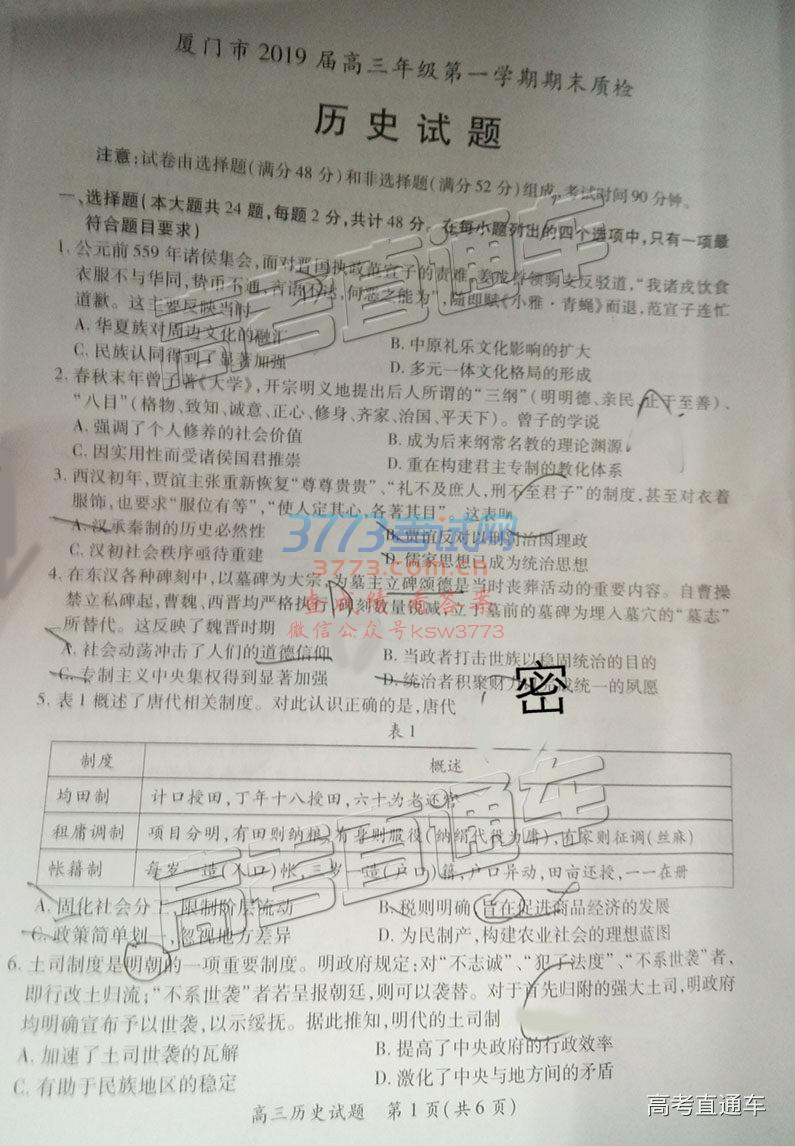 厦门市2019届高三年级第一学期期末质检
历史试题
注意:试卷由选择题(满分48分)和非选择题(满分52分)组成,考试时间90分钟。
一、选择题(本大题共24题,每题2分,共计48分。在每小题列出的四个选项中,只有一项最
符合题目要求)
1. 公元前559年诸侯集会,面对晋国执政范宣子的责难,姜戎首领驹支反驳道,“我诸戎饮食
衣服不与华同,贽币不通,言语不达,何恶之能为”,随即赋《小雅·青蝇》而退,范宣子连忙
道歉。这主要反映当时
A. 华夏族对周边文化的融汇
B. 中原礼乐文化影响的扩大
C. 民族认同得到了显著加强
D. 多元一体文化格局的形成
2. 春秋末年曾子著《大学》,开宗明义地提出后人所谓的“三纲”(明明德、亲民、止于至善)、
“八目”(格物、致知、诚意、正心、修身、齐家、治国、平天下)。曾子的学说
A. 强调了个人修养的社会价值
B. 成为后来纲常名教的理论渊源
C. 因实用性而受诸侯国君推崇
D. 重在构建君主专制的教化体系
3. 西汉初年,贾谊主张重新恢复“尊尊贵贵”、“礼不及庶人,刑不至君子”的制度,甚至对衣着
服饰,也要求“服位有等”,“使人定其心,各著其目”。这表明
A. 汉承秦制的历史必然性
B. 贾谊反对以刑罚治国理政
C. 汉初社会秩序亟待重建
D. 儒家思想已成为统治思想
4. 在东汉各种碑刻中,以墓碑为大宗,为墓主立碑颂德是当时丧葬活动的重要内容。自曹操
禁立私碑起,曹魏、西晋均严格执行,碑刻数量锐减,立于墓前的墓碑为埋入墓穴的“墓志”
所替代。这反映了魏晋时期
A. 社会动荡冲击了人们的道德信仰
B. 当政者打击世族以稳固统治的目的
C. 专制主义中央集权得到显著加强
D. 统治者积聚财力 成统一的夙愿
密
5. 表1概述了唐代相关制度。对此认识正确的是,唐代
表1
制度 概述
均田制 计口授田,丁年十八授田,六十为老还官
租庸调制 项目分明,有田则纳租,有身则服役(纳绢代役为庸),有家则征调(丝麻)
帐籍制 每岁一造(人口)帐,三岁一造(户口)籍,户口异动,田亩还授,一一在册
A. 固化社会分工,限制阶层流动
B. 税则明确,旨在促进商品经济的发展
C. 政策简单划一,忽视地方差异
D. 为民制产,构建农业社会的理想蓝图
6. 土司制度是明朝的一项重要制度。明政府规定:对“不志诚”、“犯了法度”、“不系世袭”者,
即行改土归流;“不系世袭”者若呈报朝廷,则可以袭替。对于首先归附的强大土司,明政府
均明确宣布予以世袭,以示绥抚。据此推知,明代的土司制
A. 加速了土司世袭的瓦解
B. 提高了中央政府的行政效率
C. 有助于民族地区的稳定
D. 激化了中央与地方间的矛盾
高三历史试题 第1页(共6页)
高考直通车
高考直通车
高考直通车
3773考试网
3773.com.cn
查成绩 看答案
微信公众号ksw3773